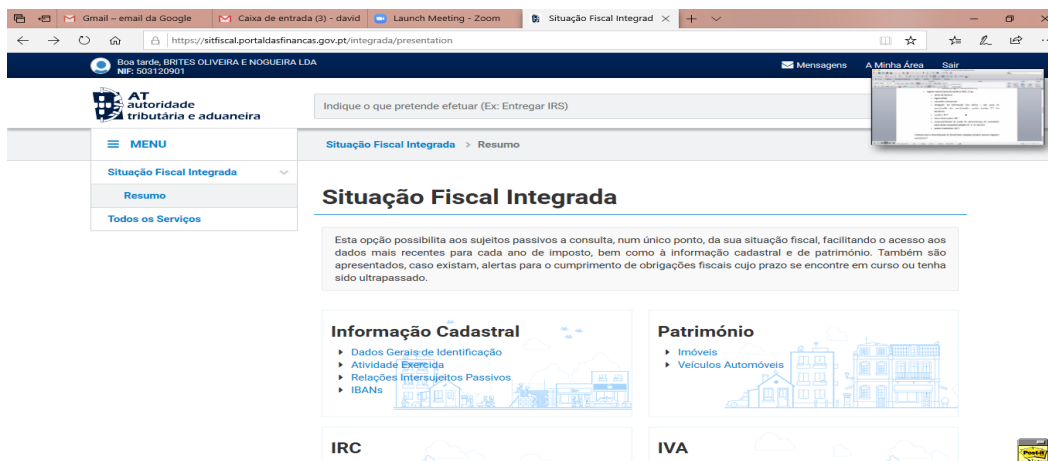 Gmail – email da Google
Caixa de entrada (3) - david
Launch Meeting - Zoom
Situação Fiscal Integrad
https://sitfiscal.portaldasfinancas.gov.pt/integrada/presentation
Boa tarde, BRITES OLIVEIRA E NOGUEIRA LDA
NIF: 503120901
Mensagens
A Minha Área
Sair
AT
autoridade
tributária e aduaneira
Indique o que pretende efetuar (Ex: Entregar IRS)
MENU
Situação Fiscal Integrada > Resumo
Situação Fiscal Integrada
Resumo
Todos os Serviços
Situação Fiscal Integrada
Esta opção possibilita aos sujeitos passivos a consulta, num único ponto, da sua situação fiscal, facilitando o acesso aos
dados mais recentes para cada ano de imposto, bem como à informação cadastral e de património. Também são
apresentados, caso existam, alertas para o cumprimento de obrigações fiscais cujo prazo se encontre em curso ou tenha
sido ultrapassado.
Informação Cadastral
Dados Gerais de Identificação
Atividade Exercida
Relações Intersujeitos Passivos
IBANs
Património
Imóveis
Veículos Automóveis
IRC
IVA
Post-it